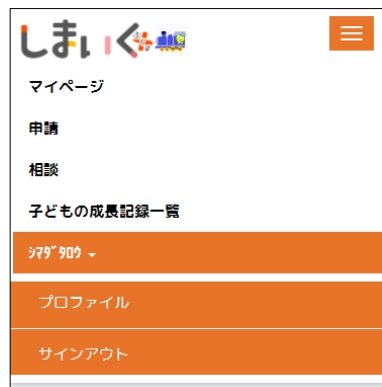 しまいく
マイページ
申請
相談
子どもの成長記録一覧
ｼﾏﾀﾞﾀﾛｳ
プロファイル
サインアウト